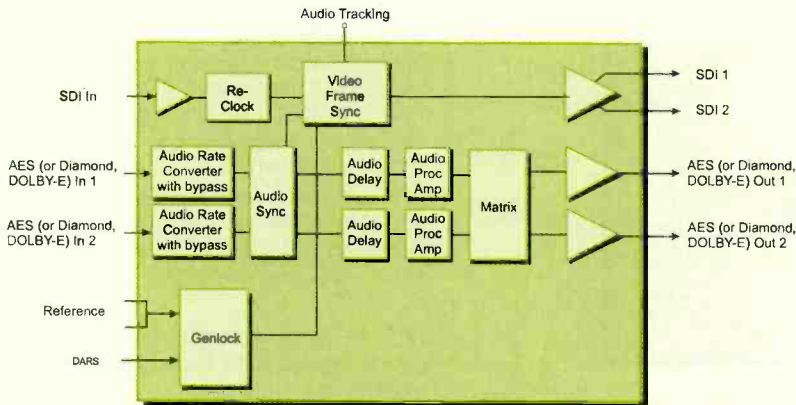 Audio Tracking
SDI In
Re-
Clock
Video
Frame
Sync
SDI 1
SDI 2
AES (or Diamond,
DOLBY-E) In 1
Audio Rate
Converter
with bypass
Audio
Sync
Audio
Delay
Audio
Proc
Amp
Matrix
AES (or Diamond,
DOLBY-E) Out 1
AES (or Diamond,
DOLBY-E) In 2
Audio Rate
Converter
with bypass
Audio
Delay
Audio
Proc
Amp
AES (or Diamond,
DOLBY-E) Out 2
Reference
Genlock
DARS